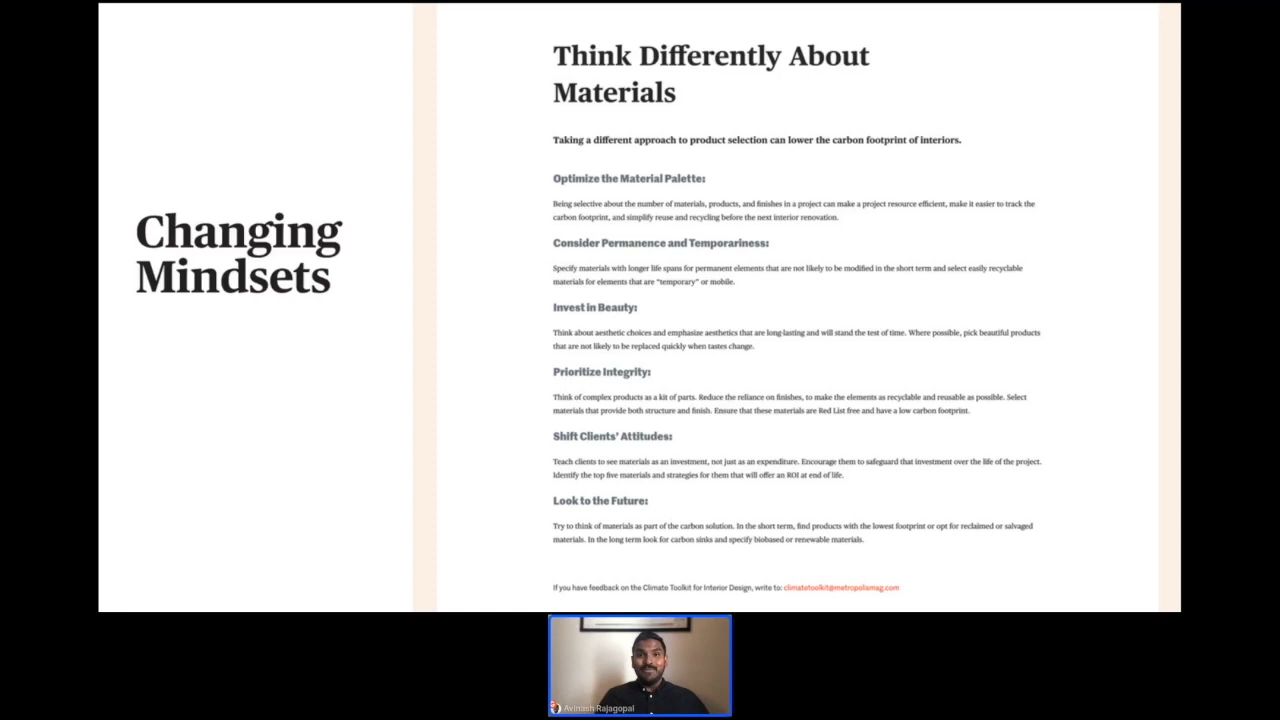 Changing
Mindsets
Think Differently About
Materials
Taking a different approach to product selection can lower the carbon footprint of interiors.
Optimize the Material Palette:
Being selective about the number of materials, products, and finishes in a project can make a project resource efficient, make it easier to track the
carbon footprint, and simplify reuse and recycling before the next interior renovation.
Consider Permanence and Temporariness:
Specify materials with longer life spans for permanent elements that are not likely to be modified in the short term and select easily recyclable
materials for elements that are “temporary” or mobile.
Invest in Beauty:
Think about aesthetic choices and emphasize aesthetics that are long-lasting and will stand the test of time. Where possible, pick beautiful products
that are not likely to be replaced quickly when tastes change.
Prioritize Integrity:
Think of complex products as a kit of parts. Reduce the reliance on finishes, to make the elements as recyclable and reusable as possible. Select
materials that provide both structure and finish. Ensure that these materials are Red List free and have a low carbon footprint.
Shift Clients’ Attitudes:
Teach clients to see materials as an investment, not just as an expenditure. Encourage them to safeguard that investment over the life of the project.
Identify the top five materials and strategies for them that will offer an ROI at end of life.
Look to the Future:
Try to think of materials as part of the carbon solution. In the short term, find products with the lowest footprint or opt for reclaimed or salvaged
materials. In the long term look for carbon sinks and specify biobased or renewable materials.
If you have feedback on the Climate Toolkit for Interior Design, write to: climatetoolkit@metropolismag.com
Avinash Rajagopal